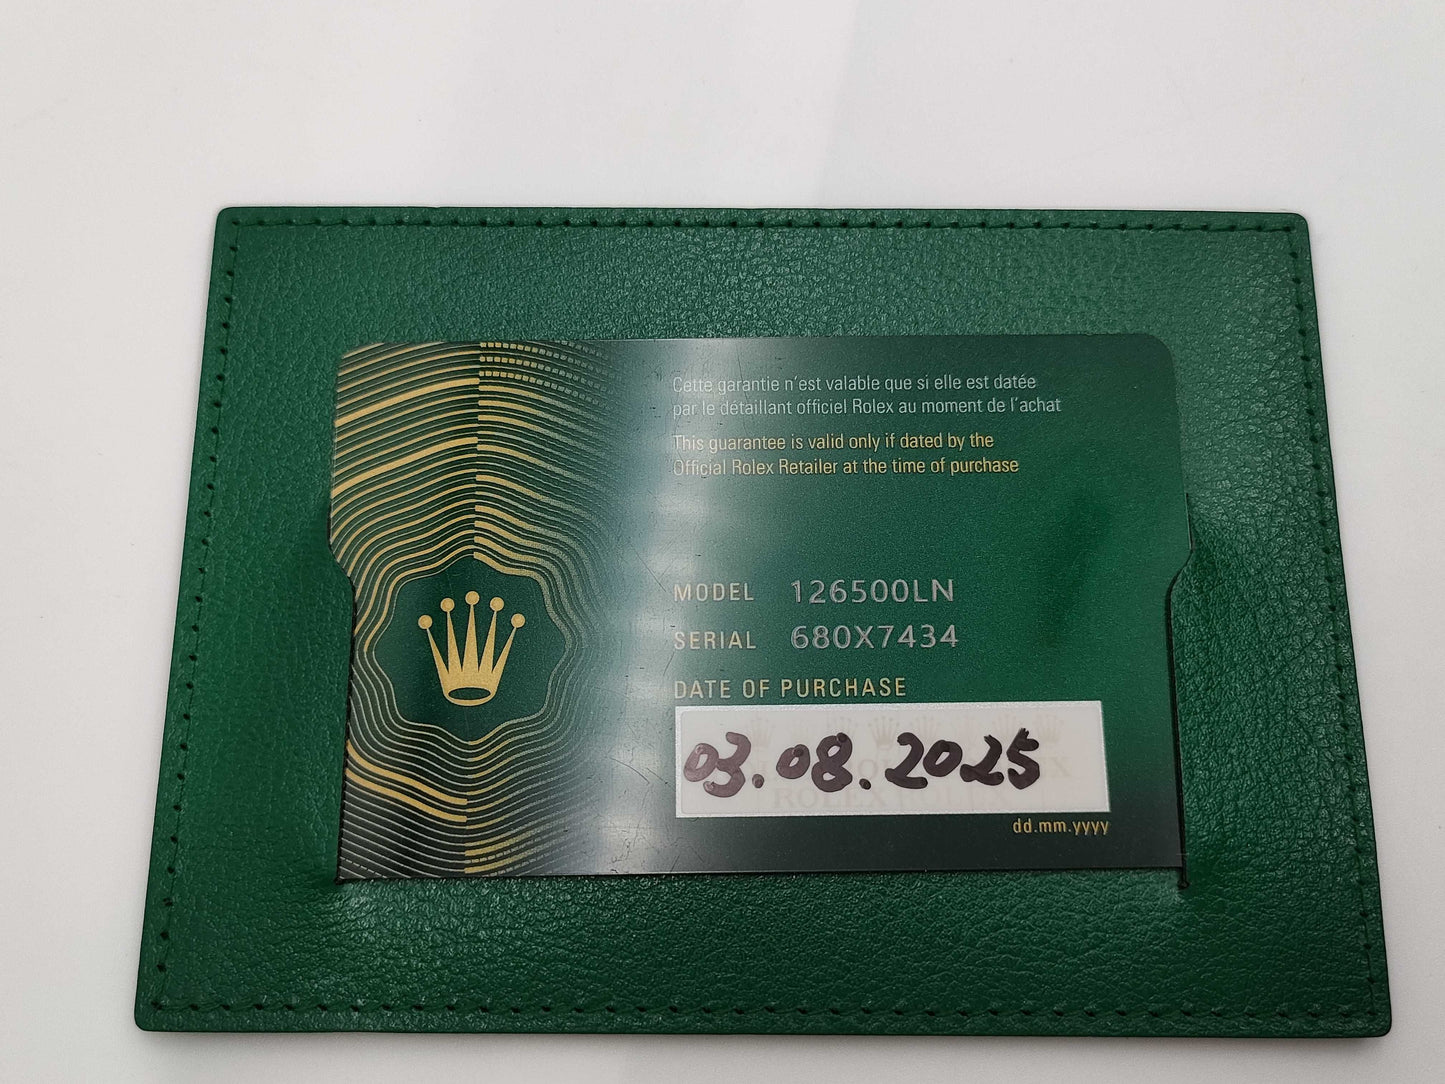 Cette garantie n'est valable que si elle est datée
par le détaillant officiel Rolex au moment de l'achat
This guarantee is valid only if dated by the
Official Rolex Retailer at the time of purchase
MODEL 126500LN
SERIAL 680X7434
DATE OF PURCHASE
03.08.2025
ROLEX ROLEX
dd.mm.yyyy